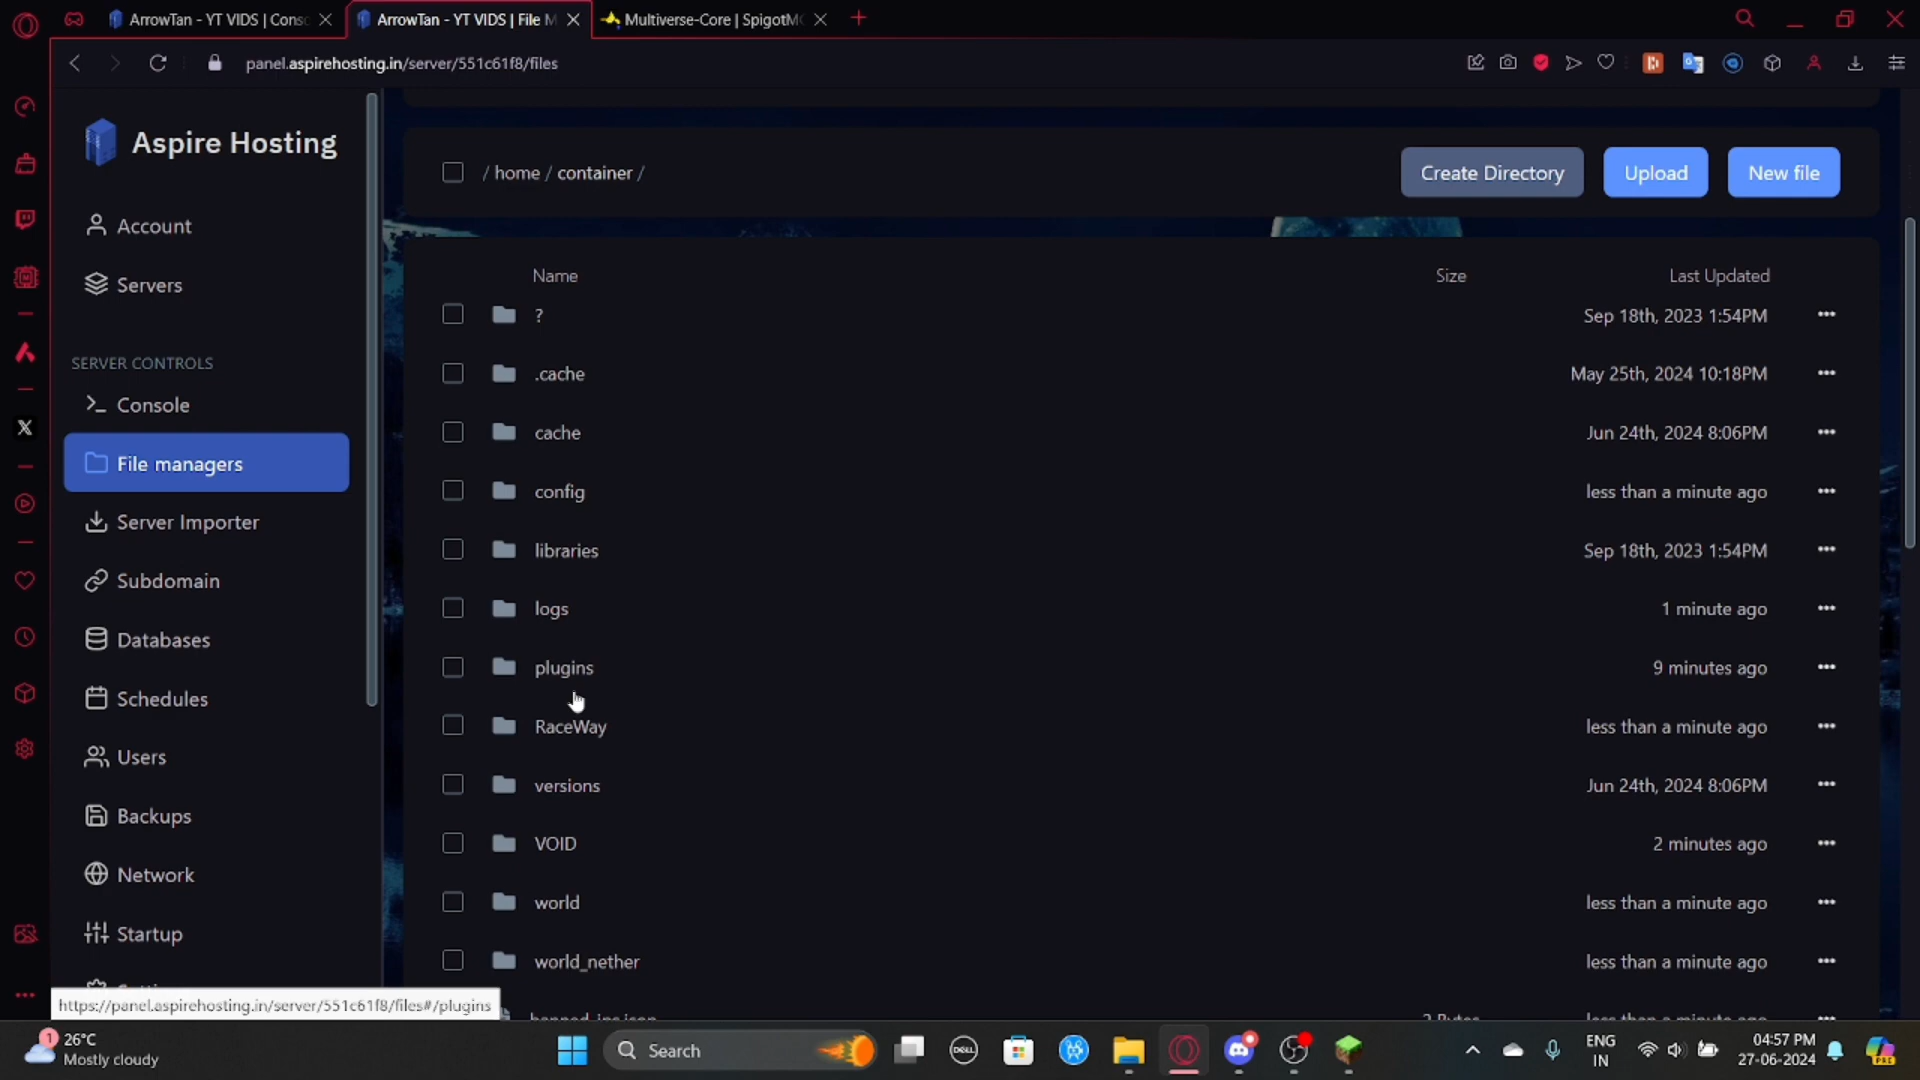 ArrowTan - YT VIDS | Conso
ArrowTan - YT VIDS | File M
Multiverse-Core | SpigotMC
panel.aspirehosting.in/server/551c61f8/files
Aspire Hosting
Account
Servers
SERVER CONTROLS
Console
File managers
Server Importer
Subdomain
Databases
Schedules
Users
Backups
Network
Startup
/ home / container /
Create Directory
Upload
New file
Name Size Last Updated
? Sep 18th, 2023 1:54PM
.cache May 25th, 2024 10:18PM
cache Jun 24th, 2024 8:06PM
config less than a minute ago
libraries Sep 18th, 2023 1:54PM
logs 1 minute ago
plugins 9 minutes ago
RaceWay less than a minute ago
versions Jun 24th, 2024 8:06PM
VOID 2 minutes ago
world less than a minute ago
world_nether less than a minute ago
https://panel.aspirehosting.in/server/551c61f8/files#/plugins
1
26°C
Mostly cloudy
Search
DELL
ENG
IN
04:57 PM
27-06-2024
PRE